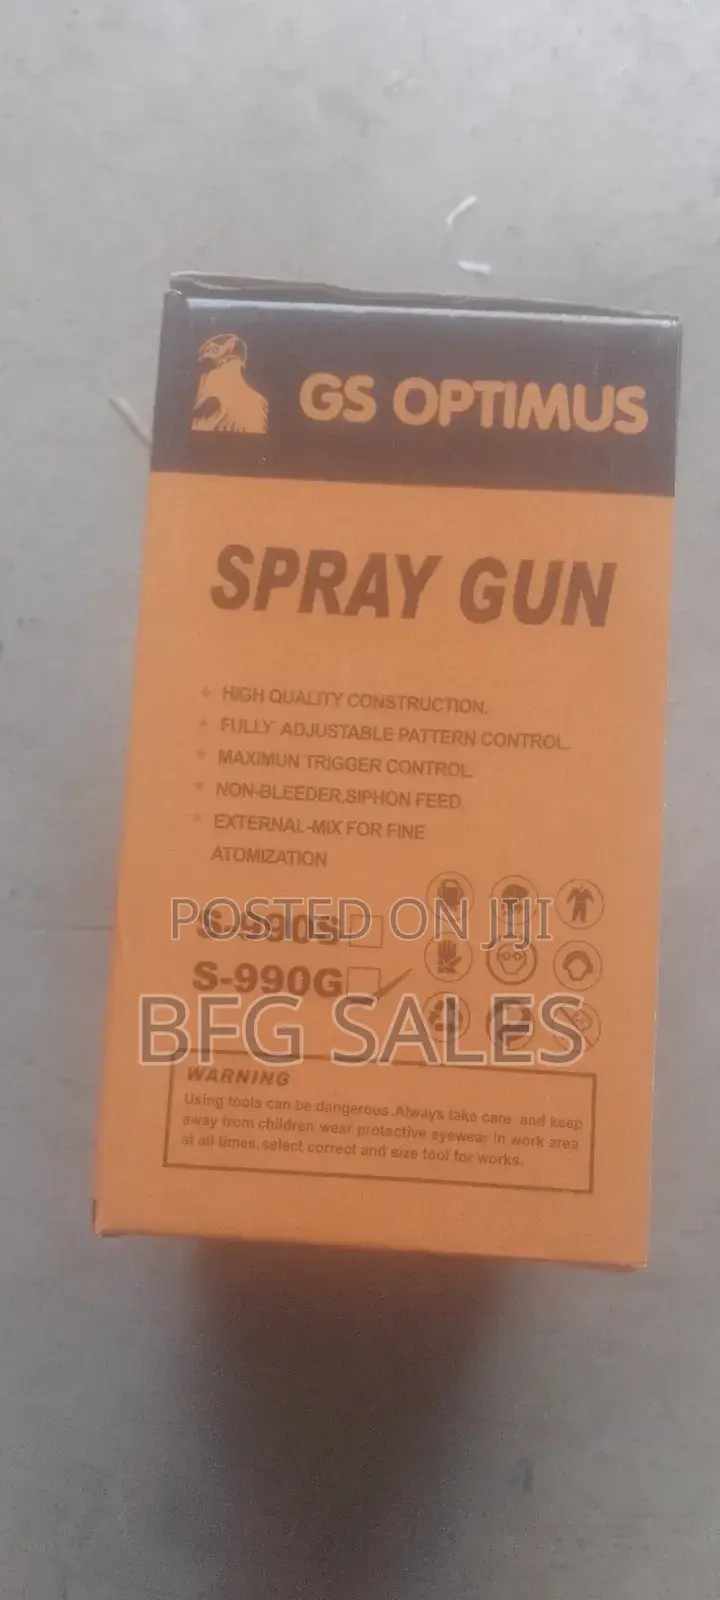 GS OPTIMUS
SPRAY GUN
* HIGH QUALITY CONSTRUCTION.
* FULLY ADJUSTABLE PATTERN CONTROL.
* MAXIMUN TRIGGER CONTROL.
* NON-BLEEDER.SIPHON FEED.
* EXTERNAL-MIX FOR FINE
ATOMIZATION
S-990S
POSTED ON JIJI
S-990G
BFG SALES
WARNING
Using tools can be dangerous.Always take care and keep
away from children wear protective eyewear in work area
at all times,select correct and size tool for works.